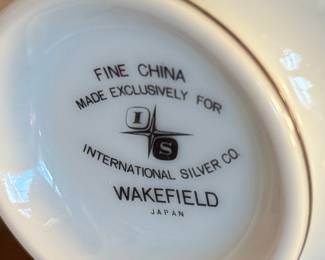 FINE CHINA
MADE EXCLUSIVELY FOR
I
S
INTERNATIONAL SILVER CO.
WAKEFIELD
JAPAN